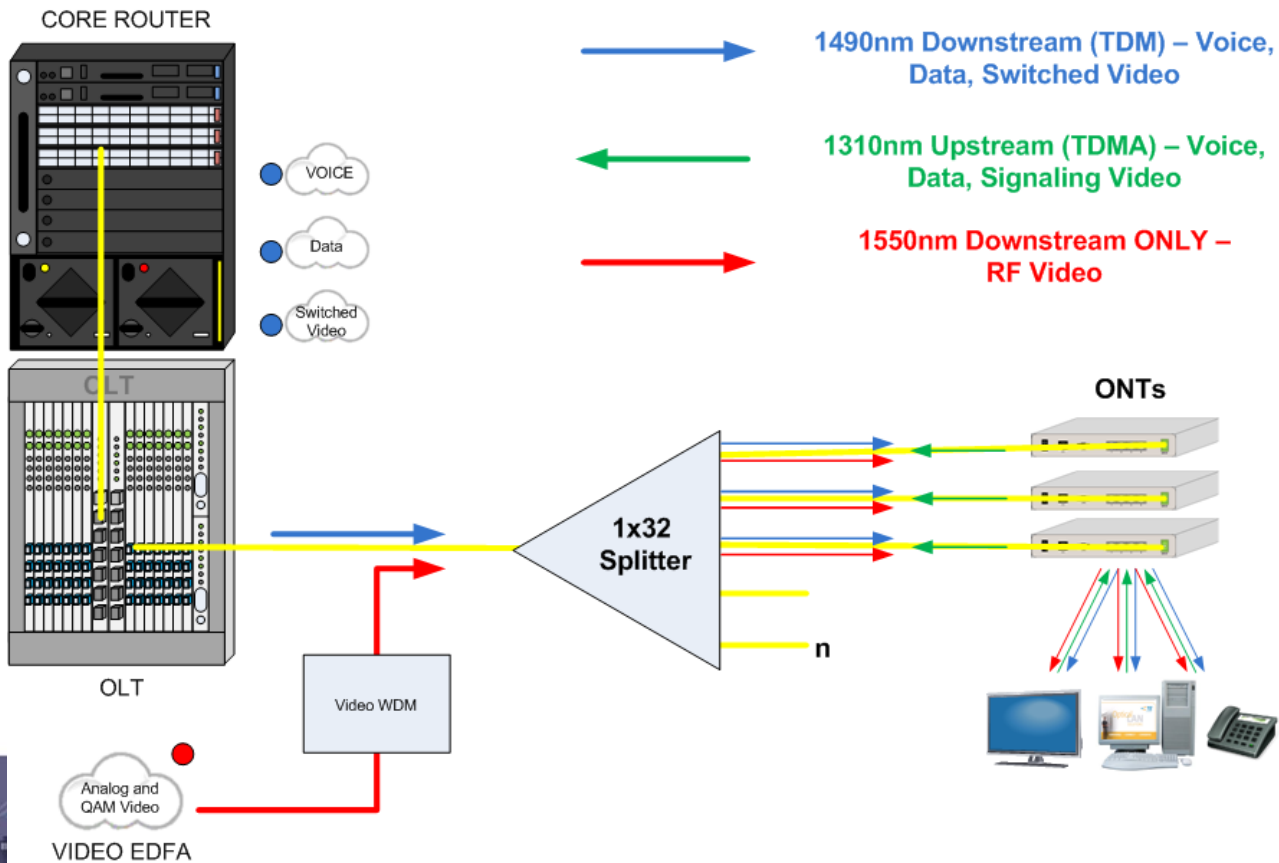 CORE ROUTER
1490nm Downstream (TDM) – Voice,
Data, Switched Video
1310nm Upstream (TDMA) – Voice,
Data, Signaling Video
1550nm Downstream ONLY –
RF Video
VOICE
Data
Switched
Video
OLT
ONTs
1x32
Splitter
n
OLT
Video WDM
Analog and
QAM Video
VIDEO EDFA
LAN